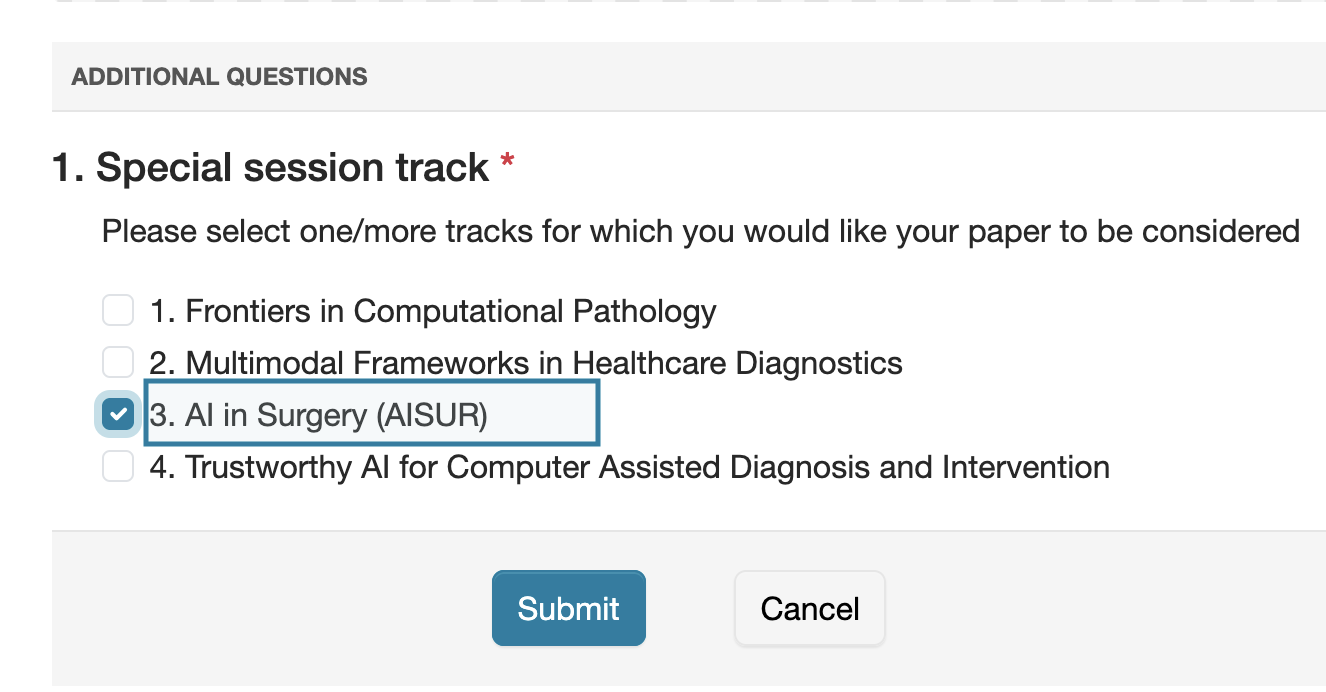 ADDITIONAL QUESTIONS
1. Special session track *
Please select one/more tracks for which you would like your paper to be considered
1. Frontiers in Computational Pathology
2. Multimodal Frameworks in Healthcare Diagnostics
3. AI in Surgery (AISUR)
4. Trustworthy AI for Computer Assisted Diagnosis and Intervention
Submit
Cancel